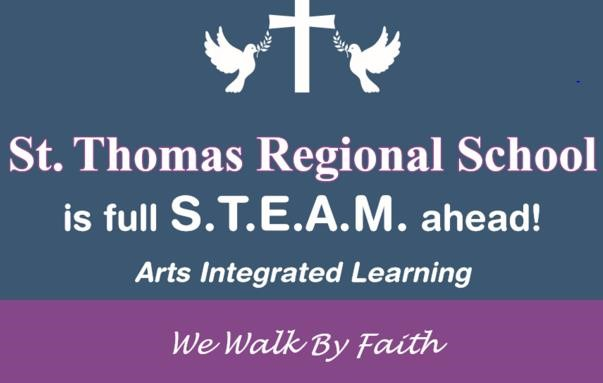 St. Thomas Regional School
is full S.T.E.A.M. ahead!
Arts Integrated Learning
We Walk By Faith